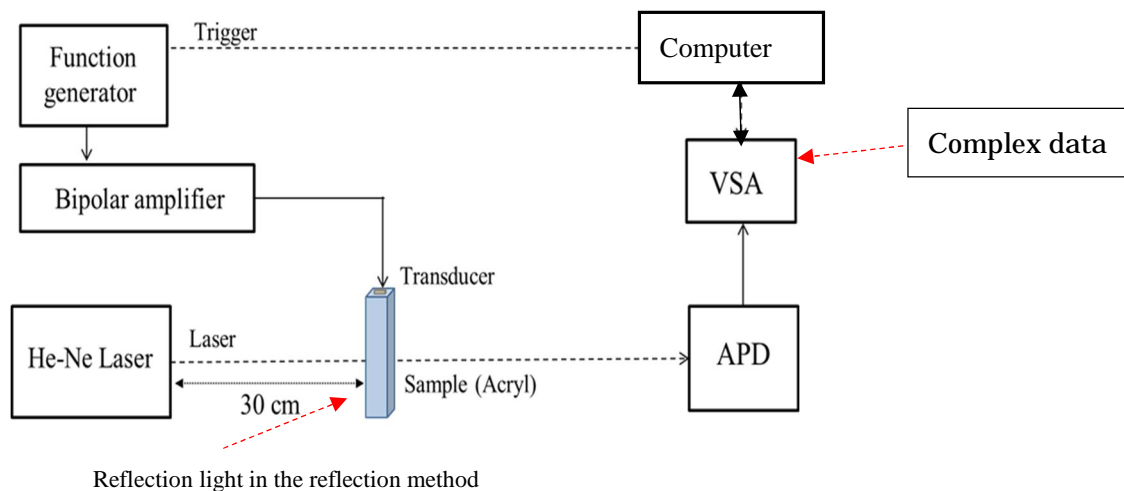 Trigger
Function
generator
Computer
Complex data
VSA
Bipolar amplifier
Transducer
He-Ne Laser
Laser
APD
Sample (Acryl)
30 cm
Reflection light in the reflection method